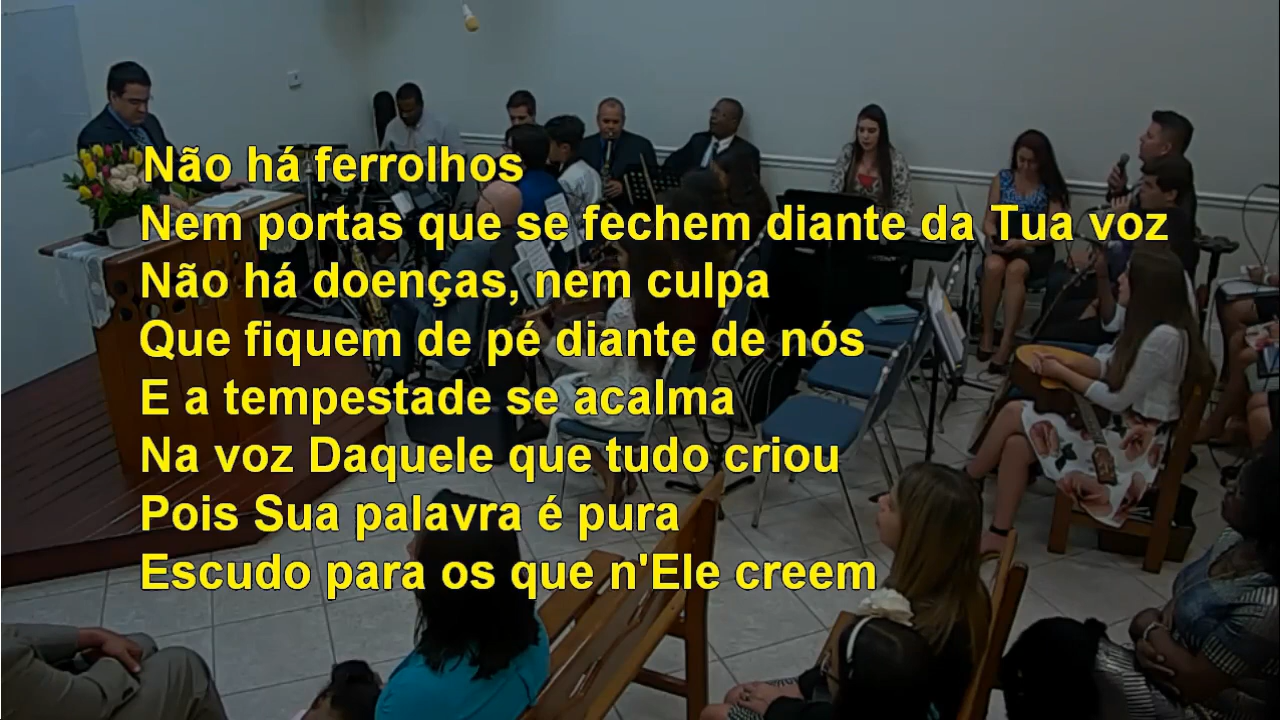 Não há ferrolhos
Nem portas que se fechem diante da Tua voz
Não há doenças, nem culpa
Que fiquem de pé diante de nós
E a tempestade se acalma
Na voz Daquele que tudo criou
Pois Sua palavra é pura
Escudo para os que n'Ele creem